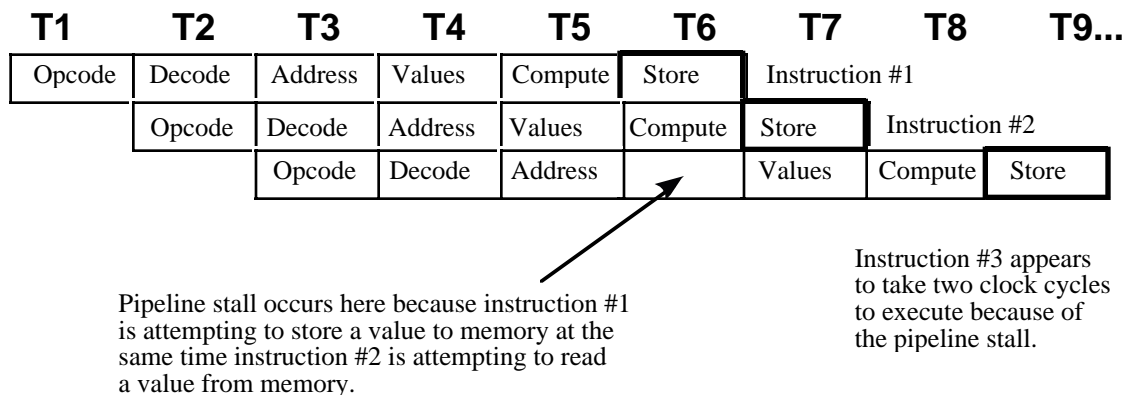 T1 T2 T3 T4 T5 T6 T7 T8 T9...
Opcode Decode Address Values Compute Store Instruction #1
Opcode Decode Address Values Compute Store Instruction #2
Opcode Decode Address Values Compute Store
Pipeline stall occurs here because instruction #1
is attempting to store a value to memory at the
same time instruction #2 is attempting to read
a value from memory.
Instruction #3 appears
to take two clock cycles
to execute because of
the pipeline stall.